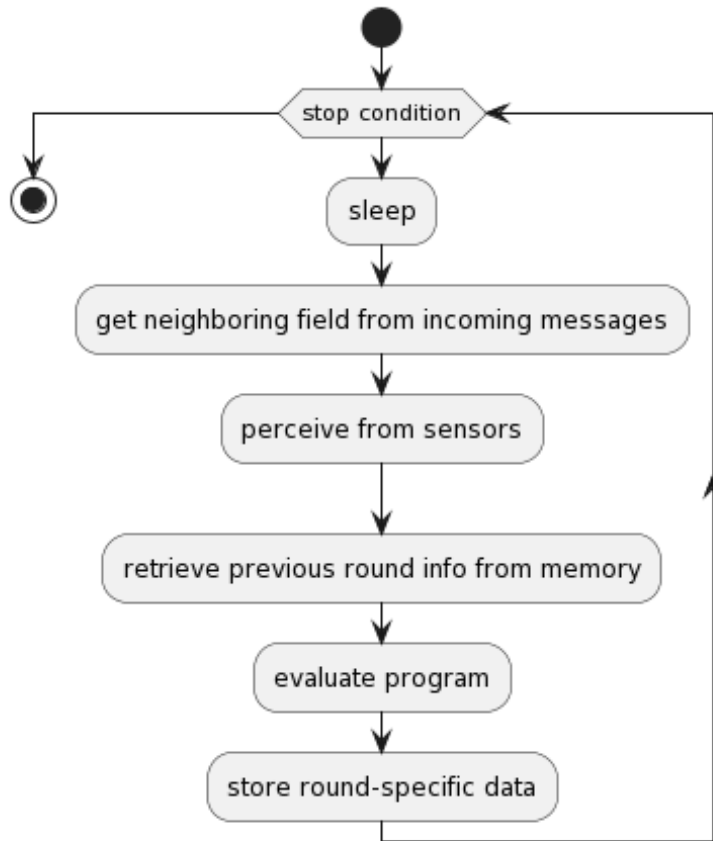 stop condition
sleep
get neighboring field from incoming messages
perceive from sensors
retrieve previous round info from memory
evaluate program
store round-specific data